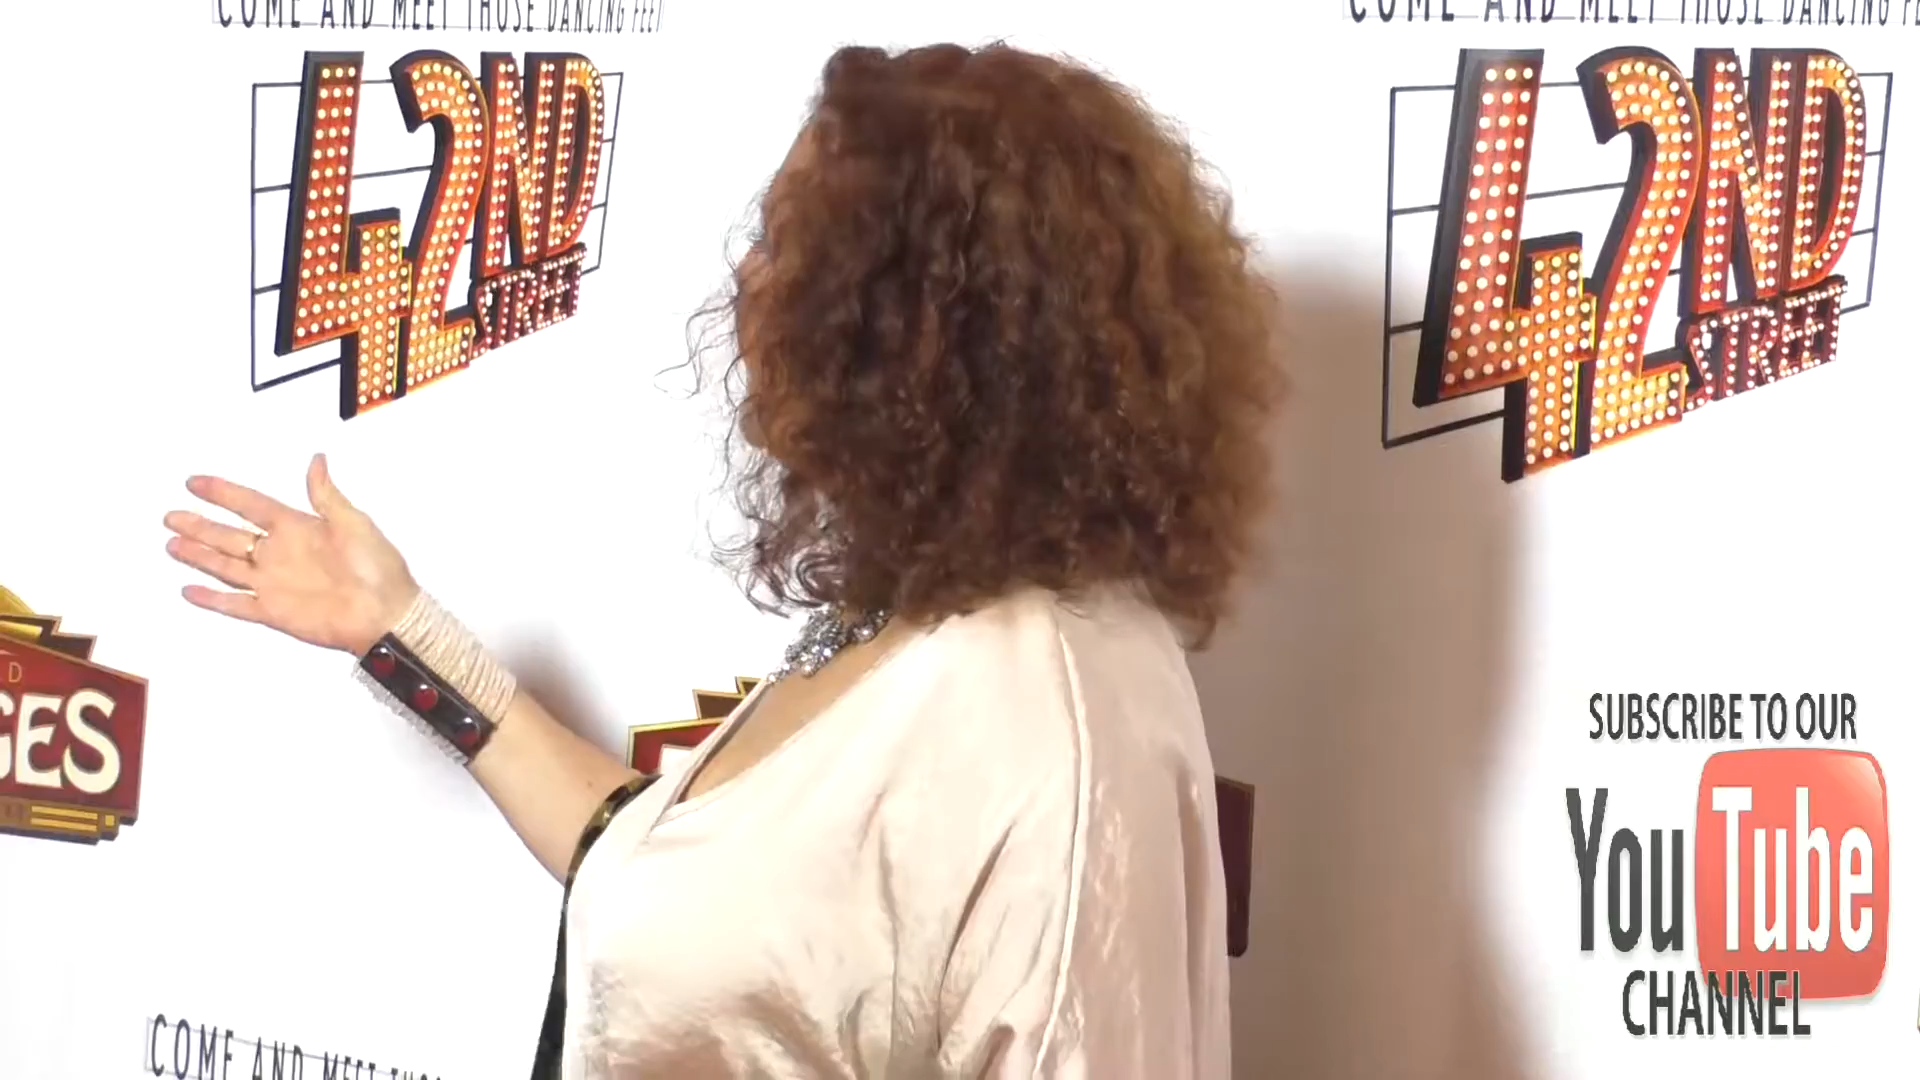 COME AND MEET THOSE DANCING FEET
COME AND MEET THOSE DANCING
42ND
STREET
42ND
STREET
SUBSCRIBE TO OUR
YouTube
CHANNEL
COME AND MEET